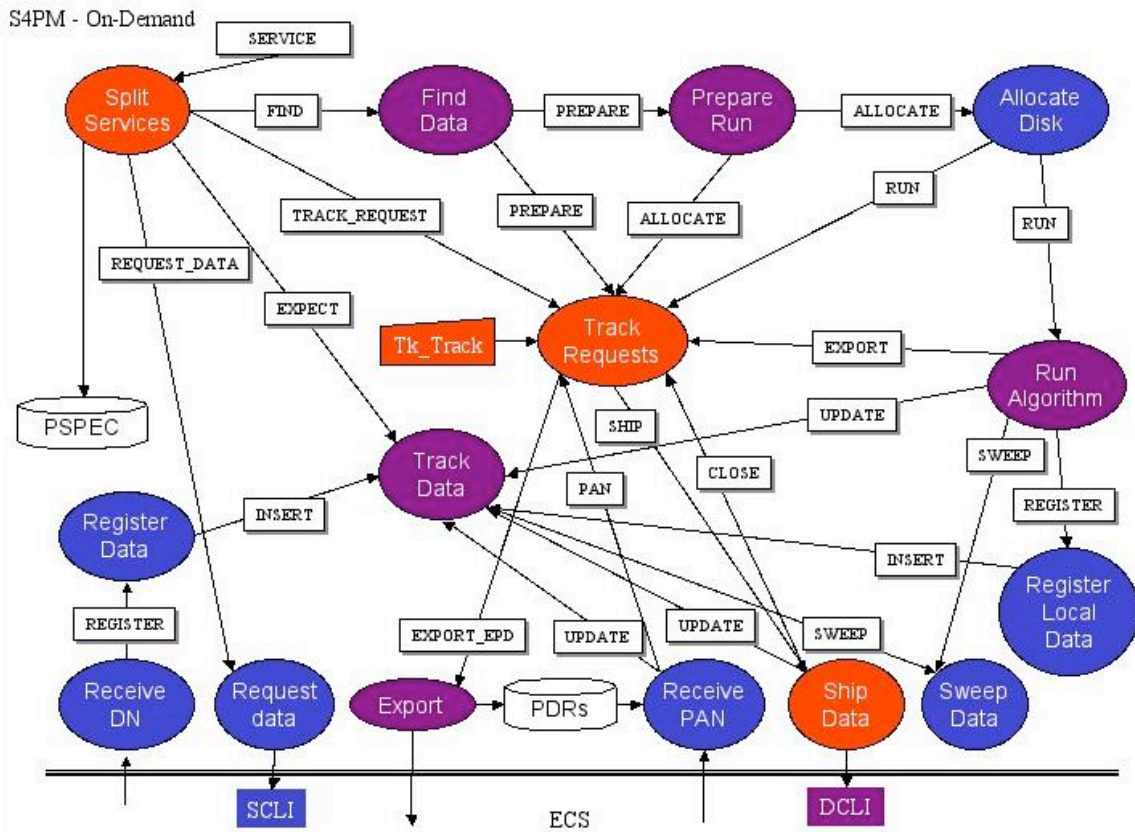 S4PM - On-Demand
SERVICE
Split
Services
FIND
Find
Data
PREPARE
Prepare
Run
ALLOCATE
Allocate
Disk
TRACK_REQUEST
PREPARE
ALLOCATE
RUN
RUN
REQUEST_DATA
EXPECT
Tk_Track
Track
Requests
EXPORT
Run
Algorithm
PSPEC
SHIP
UPDATE
Track
Data
PAN
CLOSE
SWEEP
REGISTER
Register
Data
INSERT
INSERT
Register
Local
Data
REGISTER
EXPORT_EPD
UPDATE
UPDATE
SWEEP
Receive
DN
Request
data
Export
PDRs
Receive
PAN
Ship
Data
Sweep
Data
SCLI
ECS
DCLI